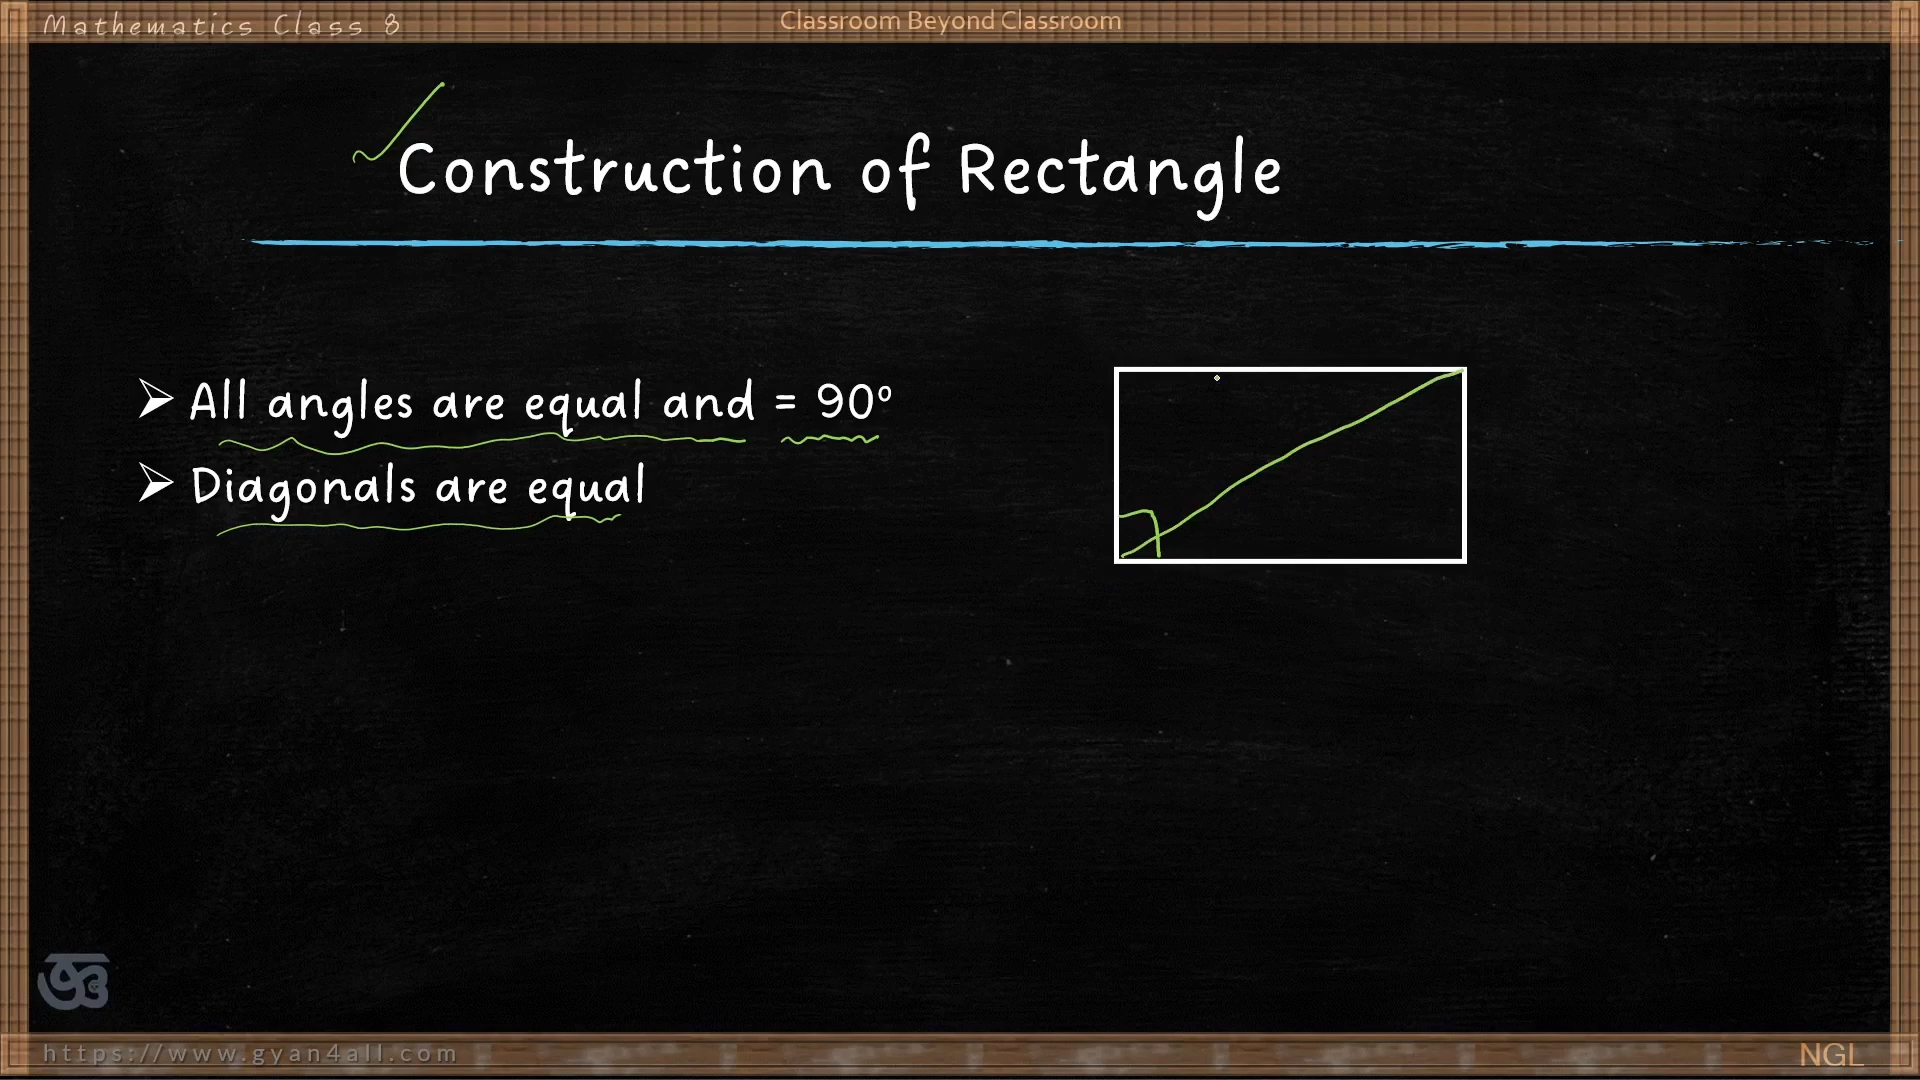 Mathematics Class 8
Classroom Beyond Classroom
Construction of Rectangle
➤ All angles are equal and = 90°
➤ Diagonals are equal
https://www.gyan4all.com
NGL